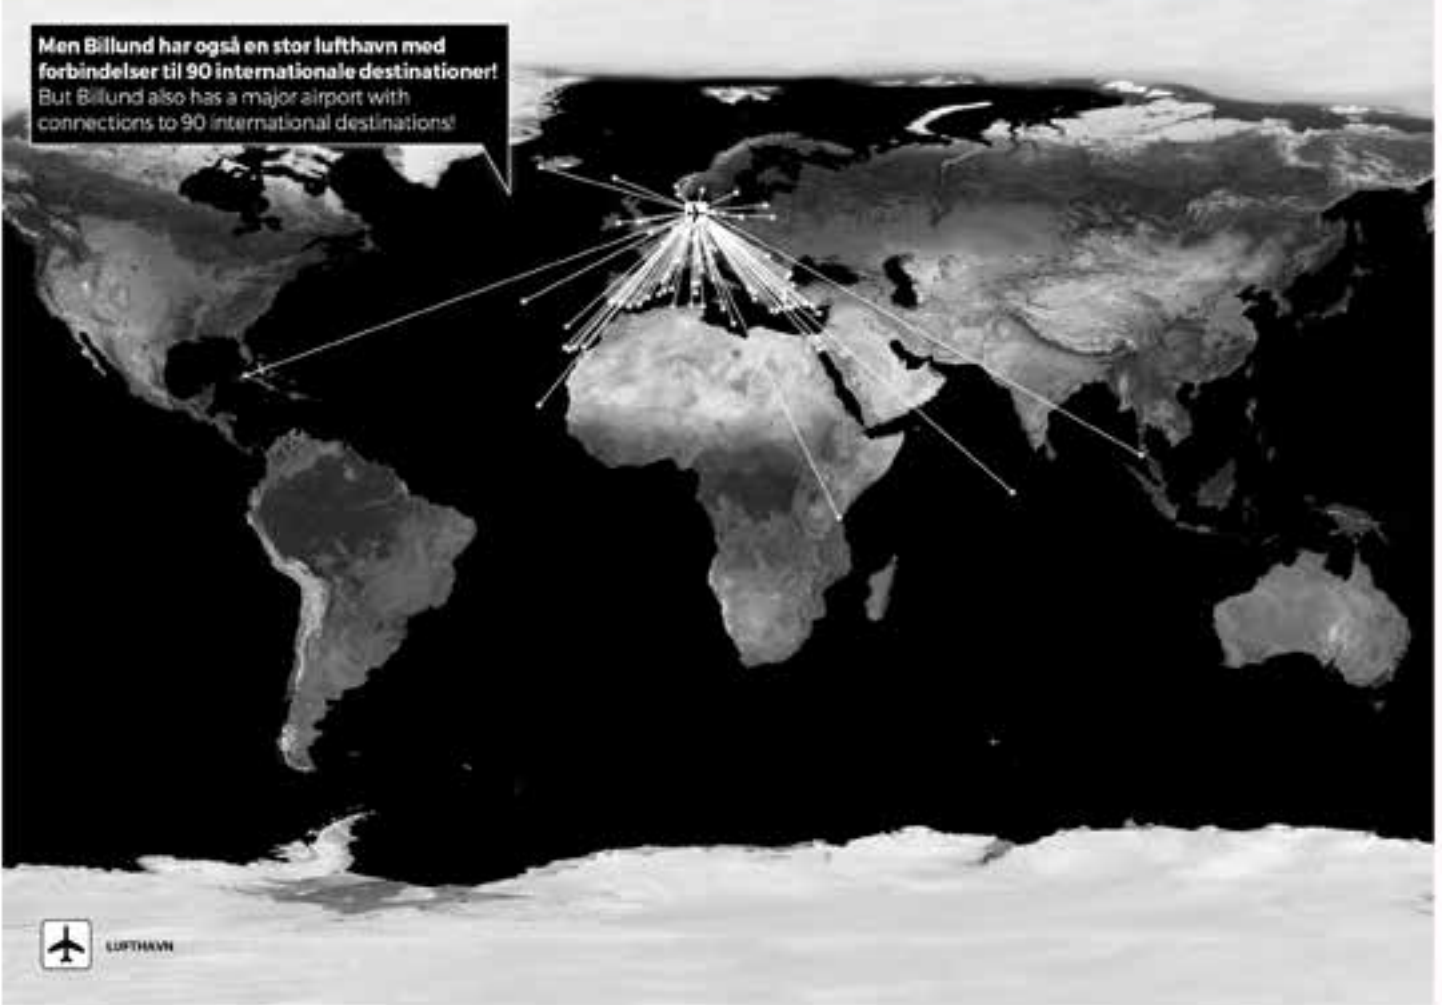 Men Billund har også en stor lufthavn med
forbindelser til 90 internationale destinationer!
But Billund also has a major airport with
connections to 90 international destinations!
LUFTHAVN